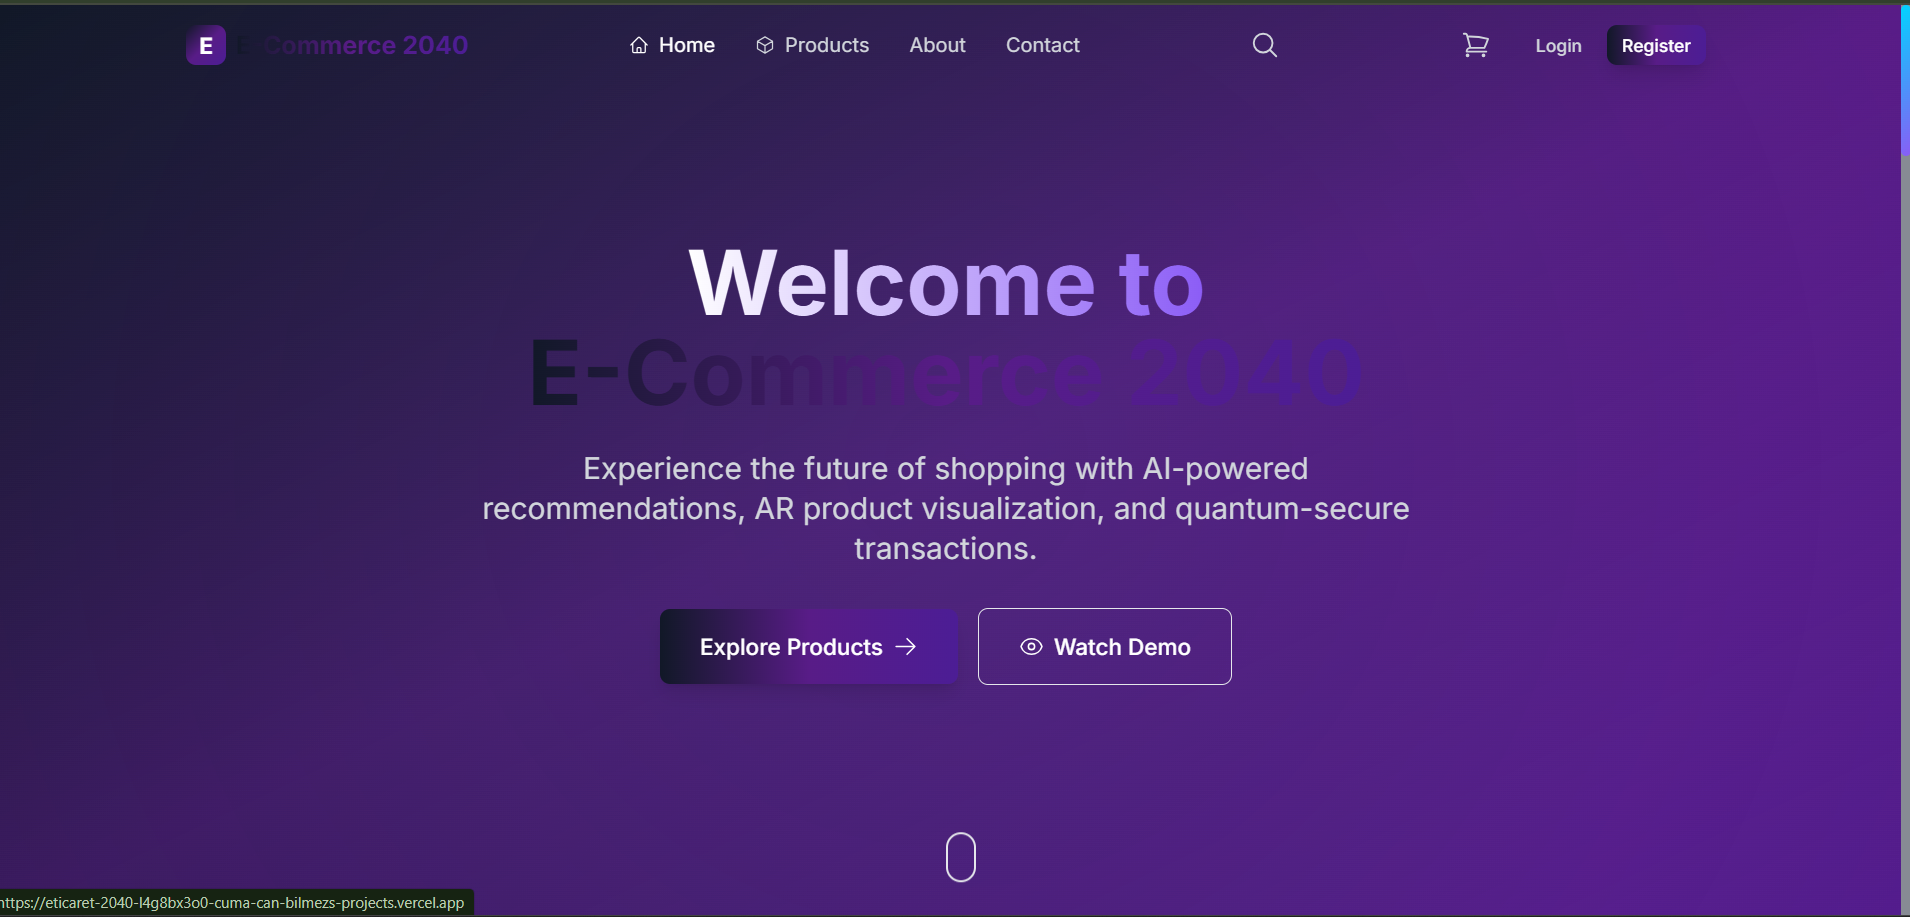 E E-Commerce 2040 Home Products About Contact Login Register
Welcome to
E-Commerce 2040
Experience the future of shopping with AI-powered
recommendations, AR product visualization, and quantum-secure
transactions.
Explore Products → Watch Demo
https://eticaret-2040-l4g8bx3o0-cuma-can-bilmezs-projects.vercel.app